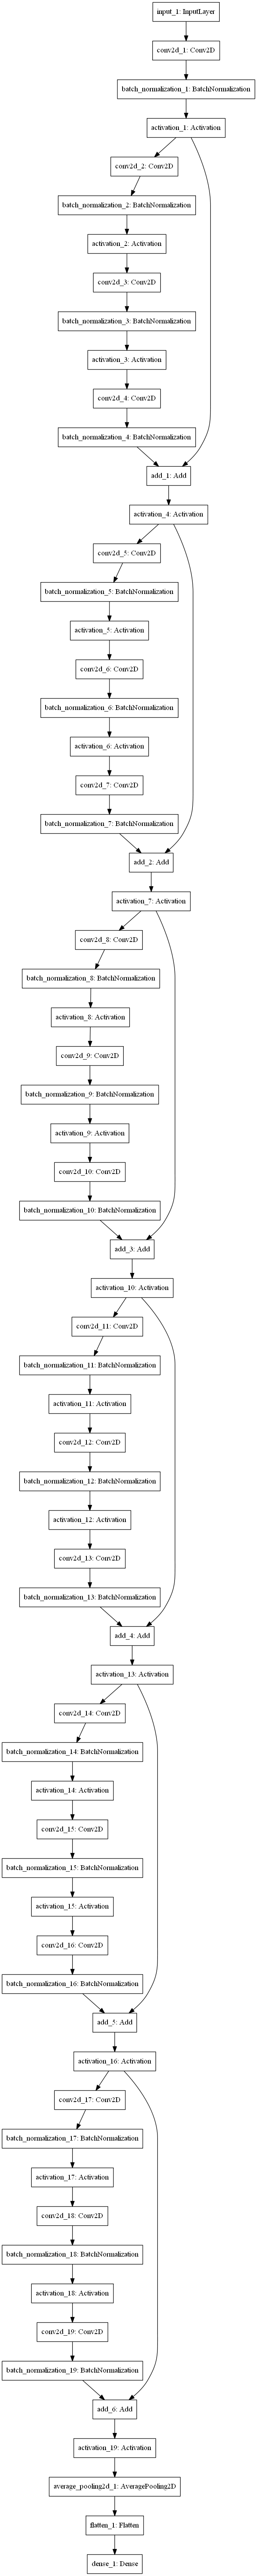 input_1: InputLayer
conv2d_1: Conv2D
batch_normalization_1: BatchNormalization
activation_1: Activation
conv2d_2: Conv2D
batch_normalization_2: BatchNormalization
activation_2: Activation
conv2d_3: Conv2D
batch_normalization_3: BatchNormalization
activation_3: Activation
conv2d_4: Conv2D
batch_normalization_4: BatchNormalization
add_1: Add
activation_4: Activation
conv2d_5: Conv2D
batch_normalization_5: BatchNormalization
activation_5: Activation
conv2d_6: Conv2D
batch_normalization_6: BatchNormalization
activation_6: Activation
conv2d_7: Conv2D
batch_normalization_7: BatchNormalization
add_2: Add
activation_7: Activation
conv2d_8: Conv2D
batch_normalization_8: BatchNormalization
activation_8: Activation
conv2d_9: Conv2D
batch_normalization_9: BatchNormalization
activation_9: Activation
conv2d_10: Conv2D
batch_normalization_10: BatchNormalization
add_3: Add
activation_10: Activation
conv2d_11: Conv2D
batch_normalization_11: BatchNormalization
activation_11: Activation
conv2d_12: Conv2D
batch_normalization_12: BatchNormalization
activation_12: Activation
conv2d_13: Conv2D
batch_normalization_13: BatchNormalization
add_4: Add
activation_13: Activation
conv2d_14: Conv2D
batch_normalization_14: BatchNormalization
activation_14: Activation
conv2d_15: Conv2D
batch_normalization_15: BatchNormalization
activation_15: Activation
conv2d_16: Conv2D
batch_normalization_16: BatchNormalization
add_5: Add
activation_16: Activation
conv2d_17: Conv2D
batch_normalization_17: BatchNormalization
activation_17: Activation
conv2d_18: Conv2D
batch_normalization_18: BatchNormalization
activation_18: Activation
conv2d_19: Conv2D
batch_normalization_19: BatchNormalization
add_6: Add
activation_19: Activation
average_pooling2d_1: AveragePooling2D
flatten_1: Flatten
dense_1: Dense